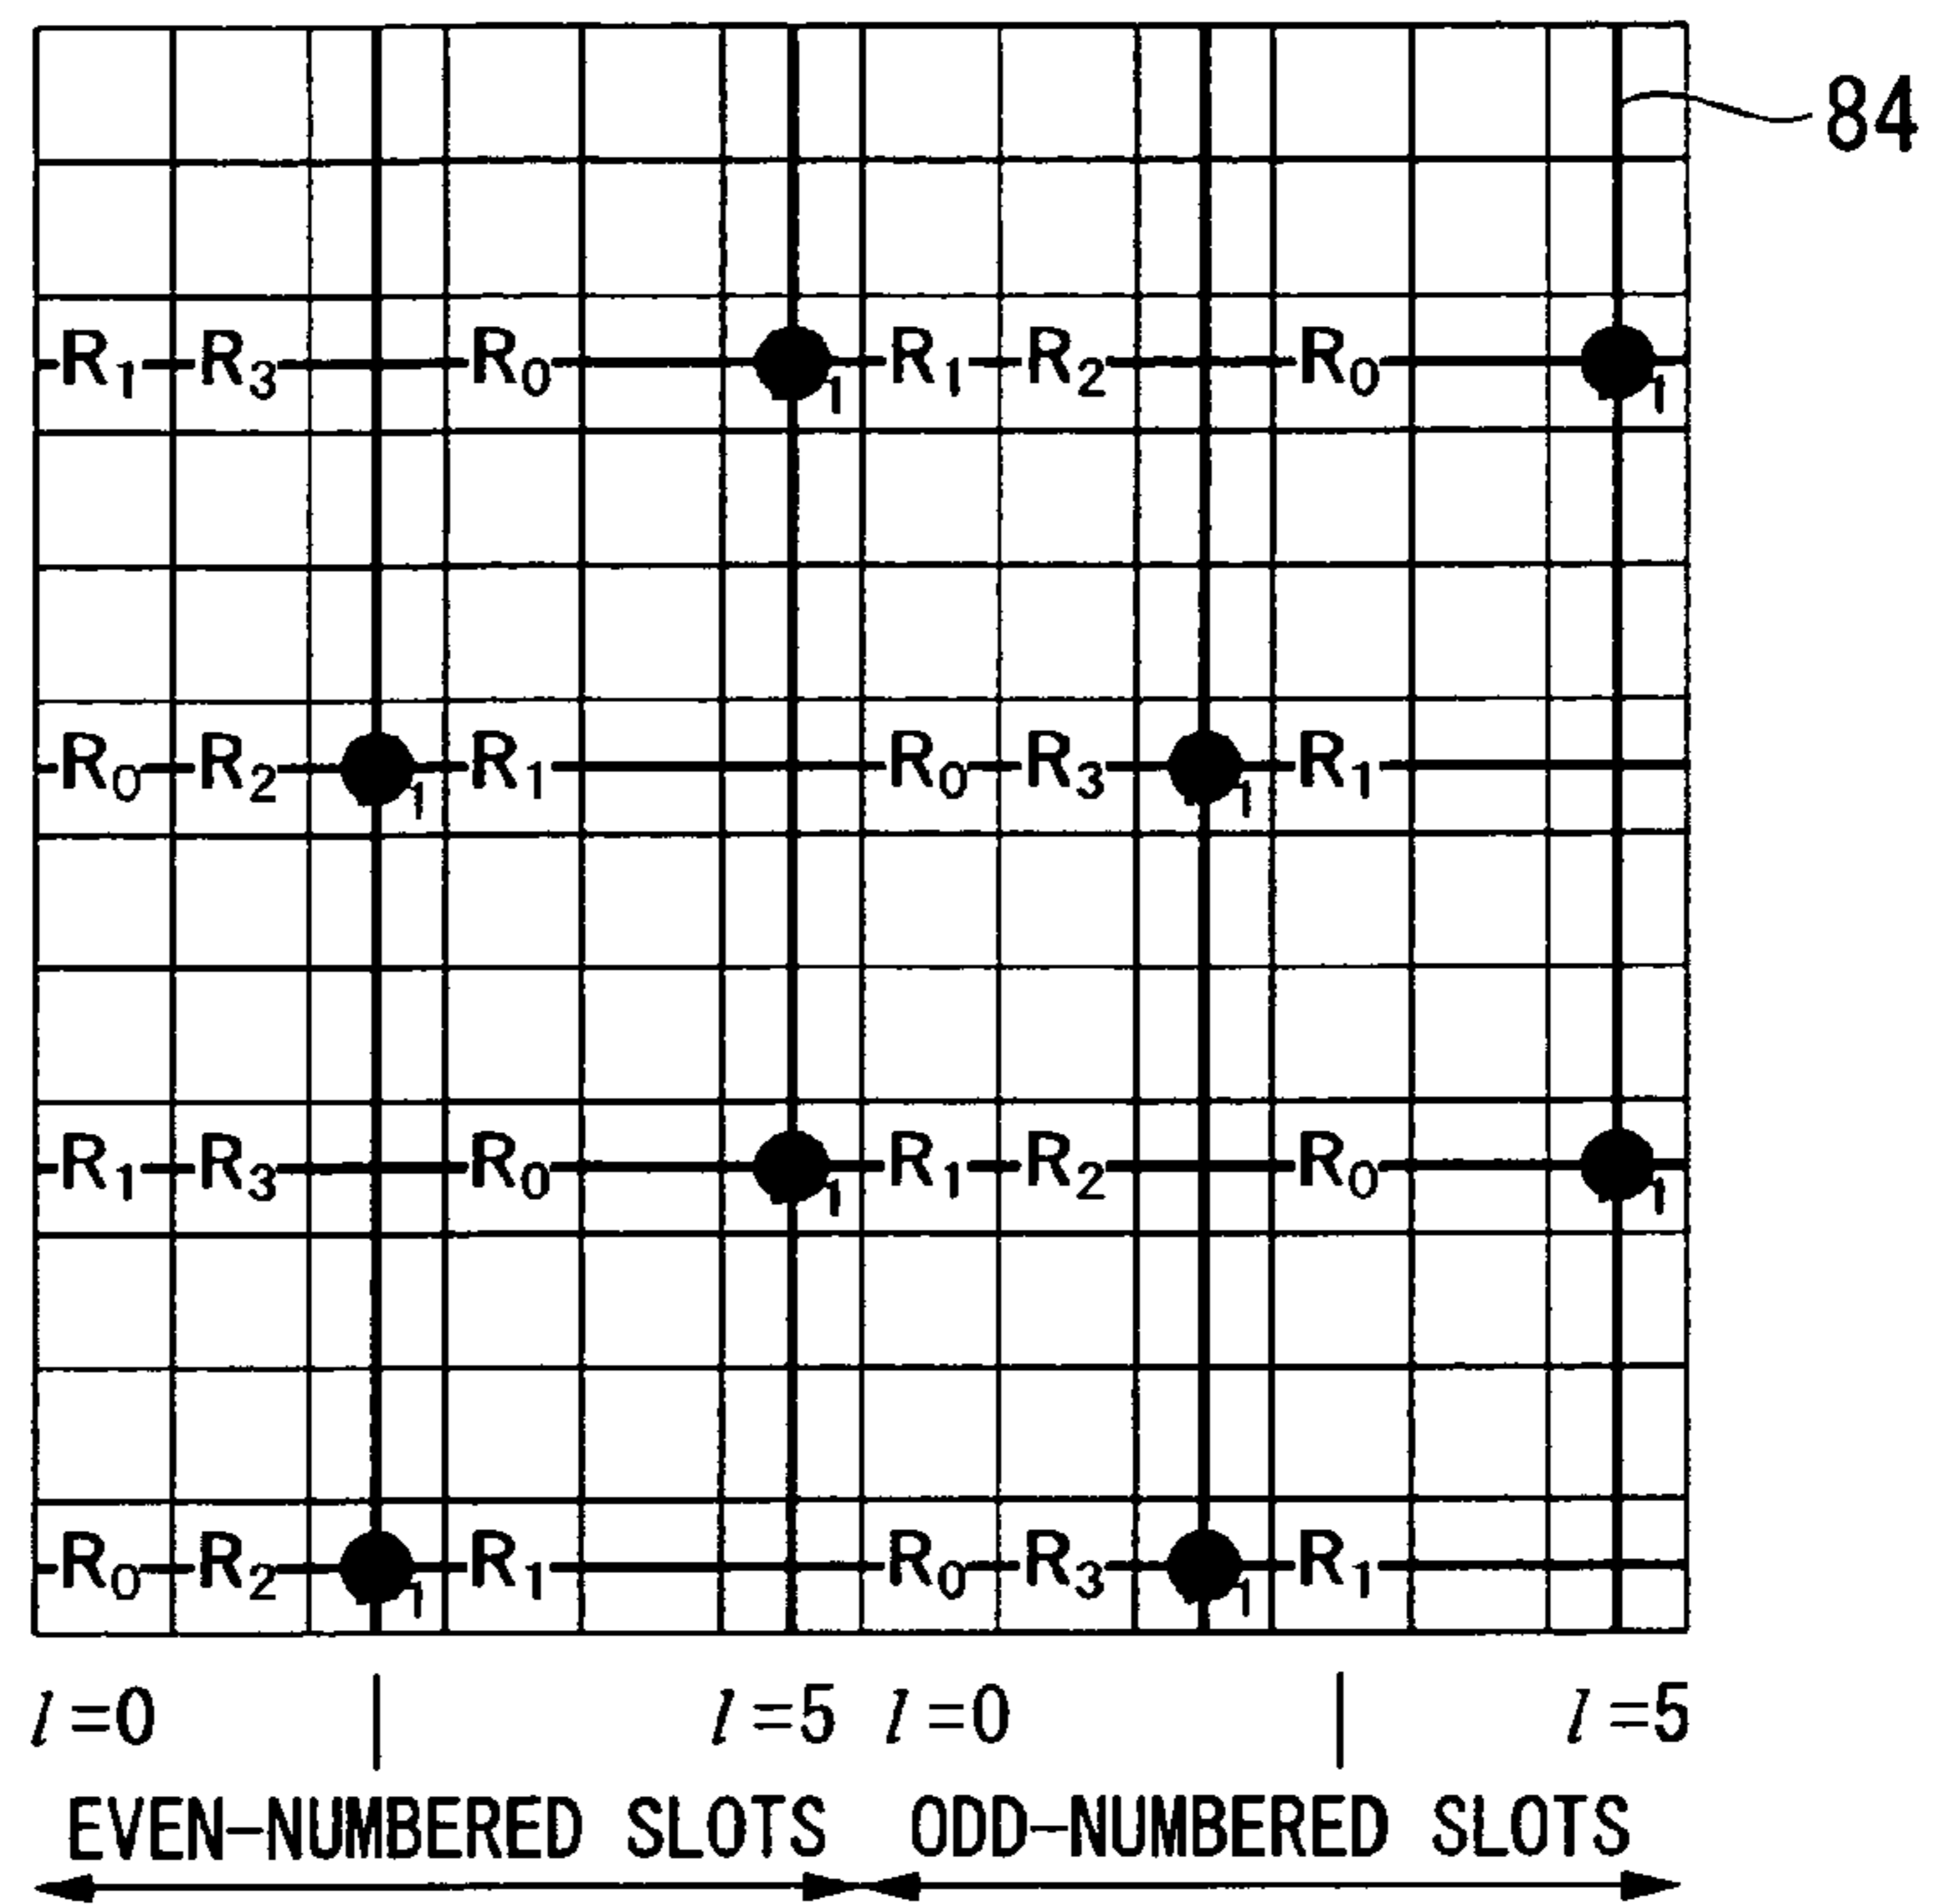 84
R1 R3 R0 1 R1 R2 R0 1
R0 R2 1 R1 R0 R3 1 R1
R1 R3 R0 1 R1 R2 R0 1
R0 R2 1 R1 R0 R3 1 R1
l=0 l=5 l=0 l=5
EVEN-NUMBERED SLOTS ODD-NUMBERED SLOTS